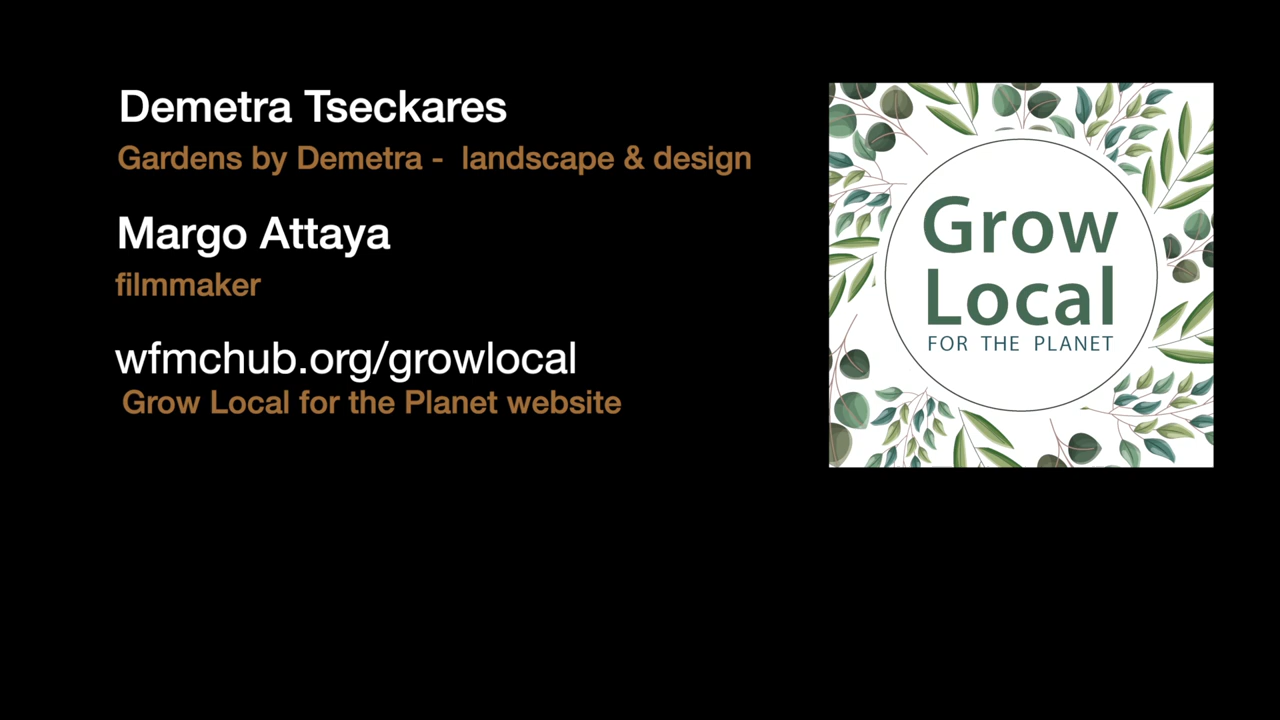 Demetra Tseckares
Gardens by Demetra -  landscape & design
Margo Attaya
filmmaker
wfmchub.org/growlocal
Grow Local for the Planet website
Grow
Local
FOR THE PLANET